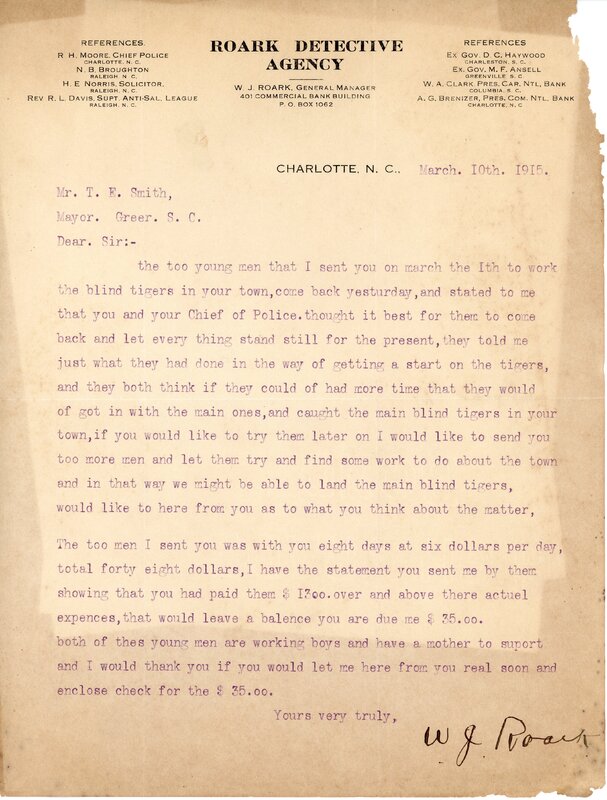 REFERENCES
R. H. MOORE, CHIEF POLICE
CHARLOTTE, N. C.
N. B. BROUGHTON
RALEIGH, N. C.
H. E. NORRIS, SOLICITOR,
RALEIGH, N. C.
REV R. L. DAVIS, SUPT. ANTI-SAL. LEAGUE
RALEIGH, N. C.
ROARK DETECTIVE
AGENCY
W. J. ROARK, GENERAL MANAGER
401 COMMERCIAL BANK BUILDING
P. O. BOX 1062
REFERENCES
EX GOV. D. C. HAYWOOD
CHARLESTON, S. C.
EX. GOV. M. F. ANSELL
GREENVILLE S. C
W. A. CLARK PRES, CAR. NTL, BANK
COLUMBIA, S. C.
A. G. BRENIZER, PRES, COM. NTL, BANK
CHARLOTTE, N. C
CHARLOTTE, N. C., March. 10th. 1915.
Mr. T. E. Smith,
Mayor. Greer. S. C.
Dear. Sir:-
the too young men that I sent you on march the Ith to work
the blind tigers in your town,come back yesturday,and stated to me
that you and your Chief of Police.thought it best for them to come
back and let every thing stand still for the present,they told me
just what they had done in the way of getting a start on the tigers,
and they both think if they could of had more time that they would
of got in with the main ones,and caught the main blind tigers in your
town,if you would like to try them later on I would like to send you
too more men and let them try and find some work to do about the town
and in that way we might be able to land the main blind tigers,
would like to here from you as to what you think about the matter,
The too men I sent you was with you eight days at six dollars per day,
total forty eight dollars,I have the statement you sent me by them
showing that you had paid them $ I3oo.over and above there actuel
expences,that would leave a balence you are due me $ 35.oo.
both of thes young men are working boys and have a mother to suport
and I would thank you if you would let me here from you real soon and
enclose check for the $ 35.oo.
Yours very truly,
W J. Roark